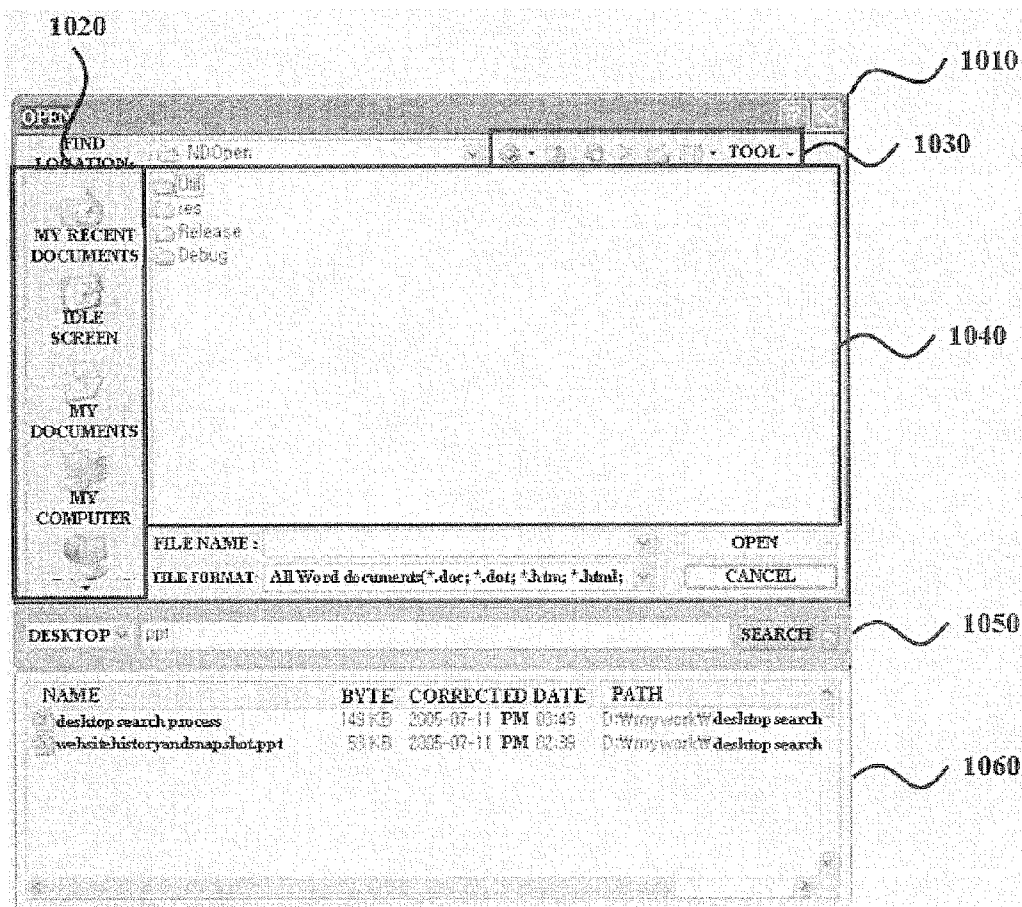 1020
1010
OPEN
FIND
LOCATION:
NDOpen
TOOL
1030
Util
res
Release
Debug
MY RECENT
DOCUMENTS
IDLE
SCREEN
MY
DOCUMENTS
MY
COMPUTER
1040
FILE NAME :
OPEN
FILE FORMAT:
All Word documents(*.doc; *.dot; *.htm; *.html;
CANCEL
DESKTOP
ppt
SEARCH
1050
NAME BYTE CORRECTED DATE PATH
desktop search process 149 KB 2005-07-11 PM 03:49 D:\Wmywork\W desktop search
websitehistoryandsnapshot.ppt 53 KB 2005-07-11 PM 02:39 D:\Wmywork\W desktop search
1060